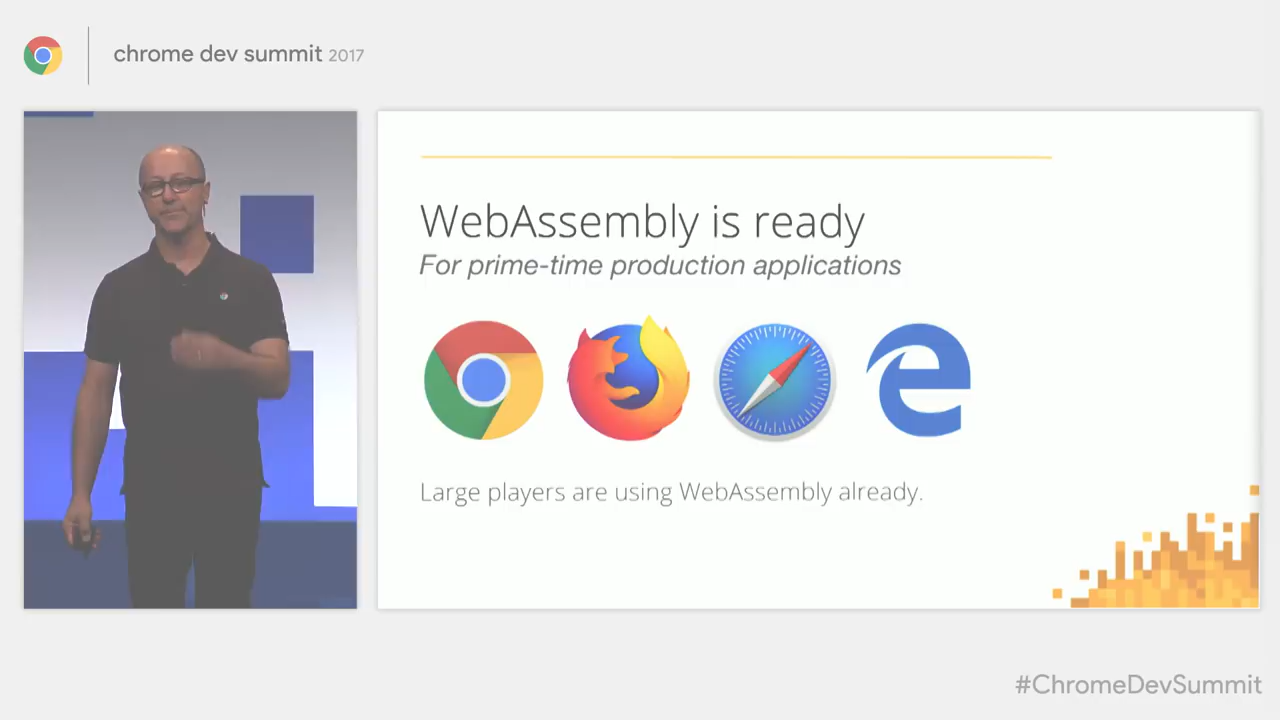 chrome dev summit 2017
WebAssembly is ready
For prime-time production applications
Large players are using WebAssembly already.
#ChromeDevSummit